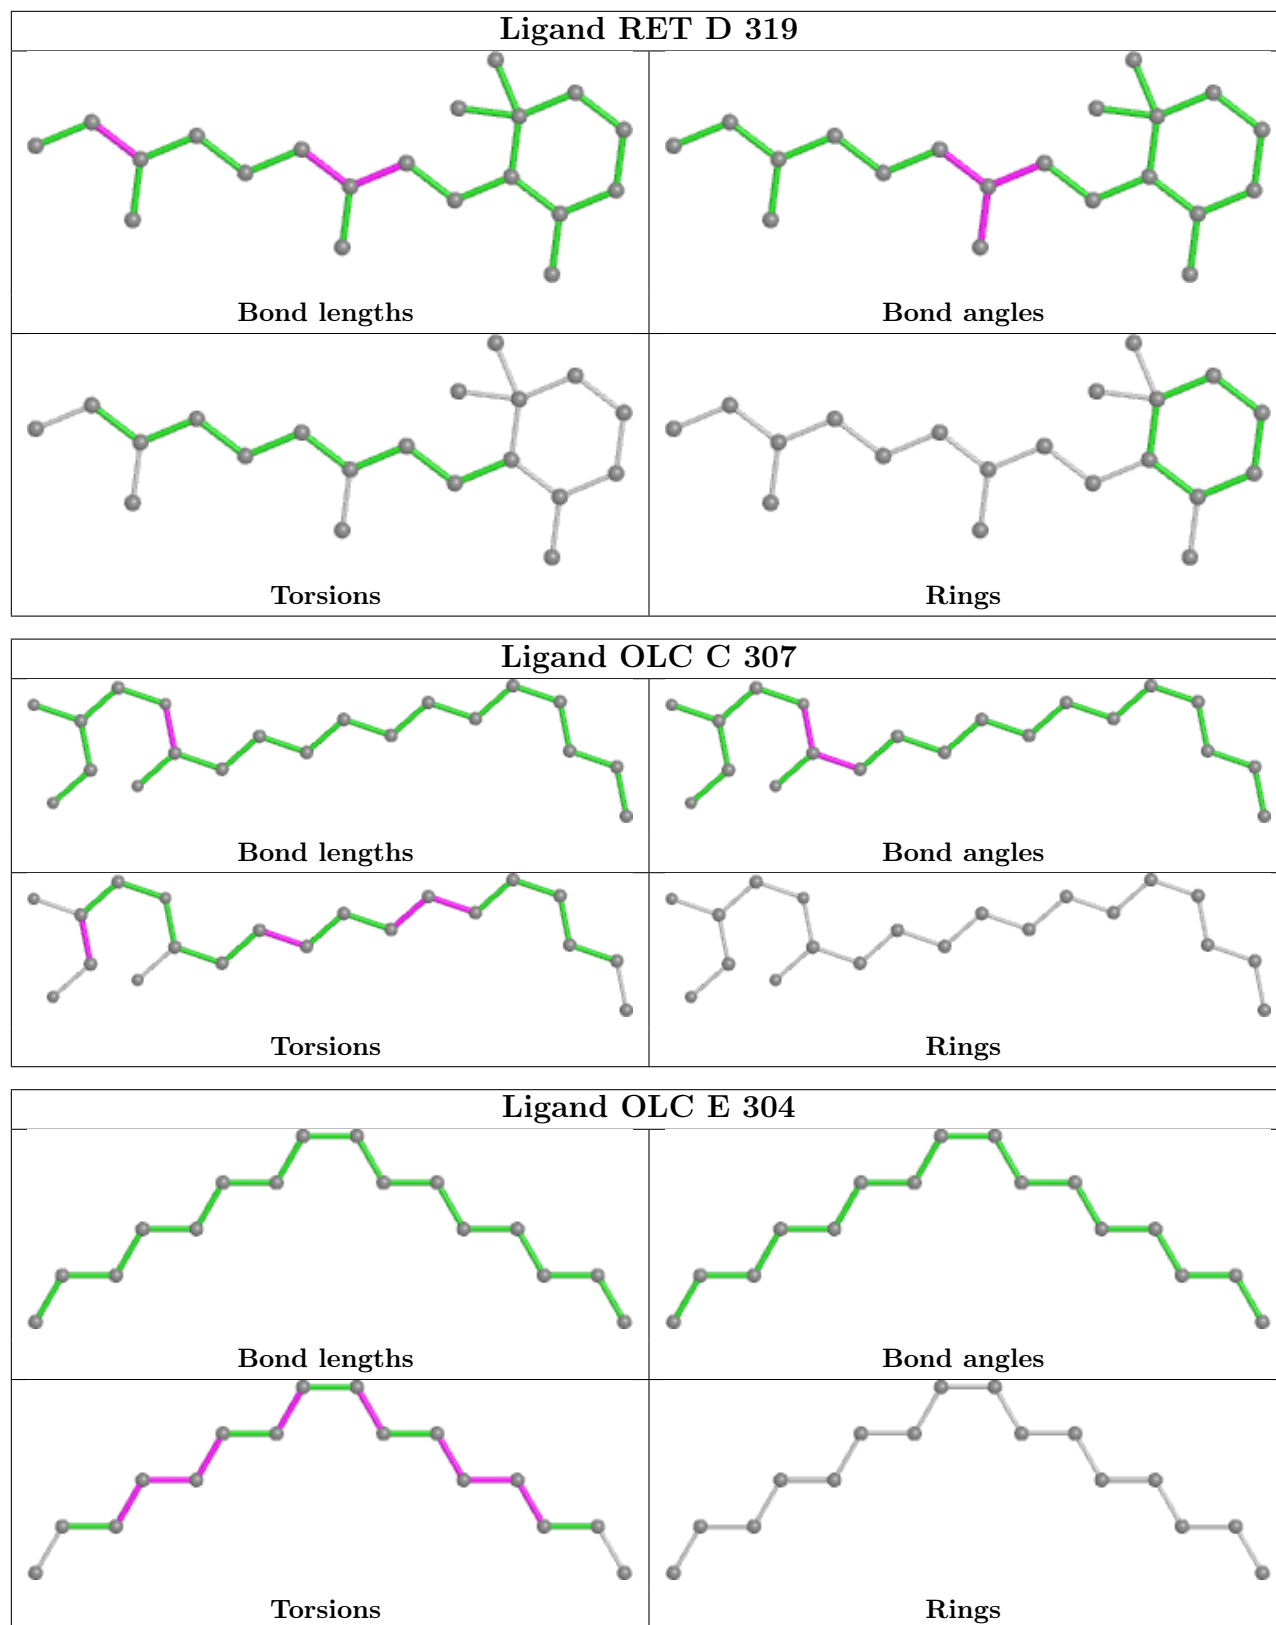 Ligand RET D 319
Bond lengths
Bond angles
Torsions
Rings
Ligand OLC C 307
Bond lengths
Bond angles
Torsions
Rings
Ligand OLC E 304
Bond lengths
Bond angles
Torsions
Rings